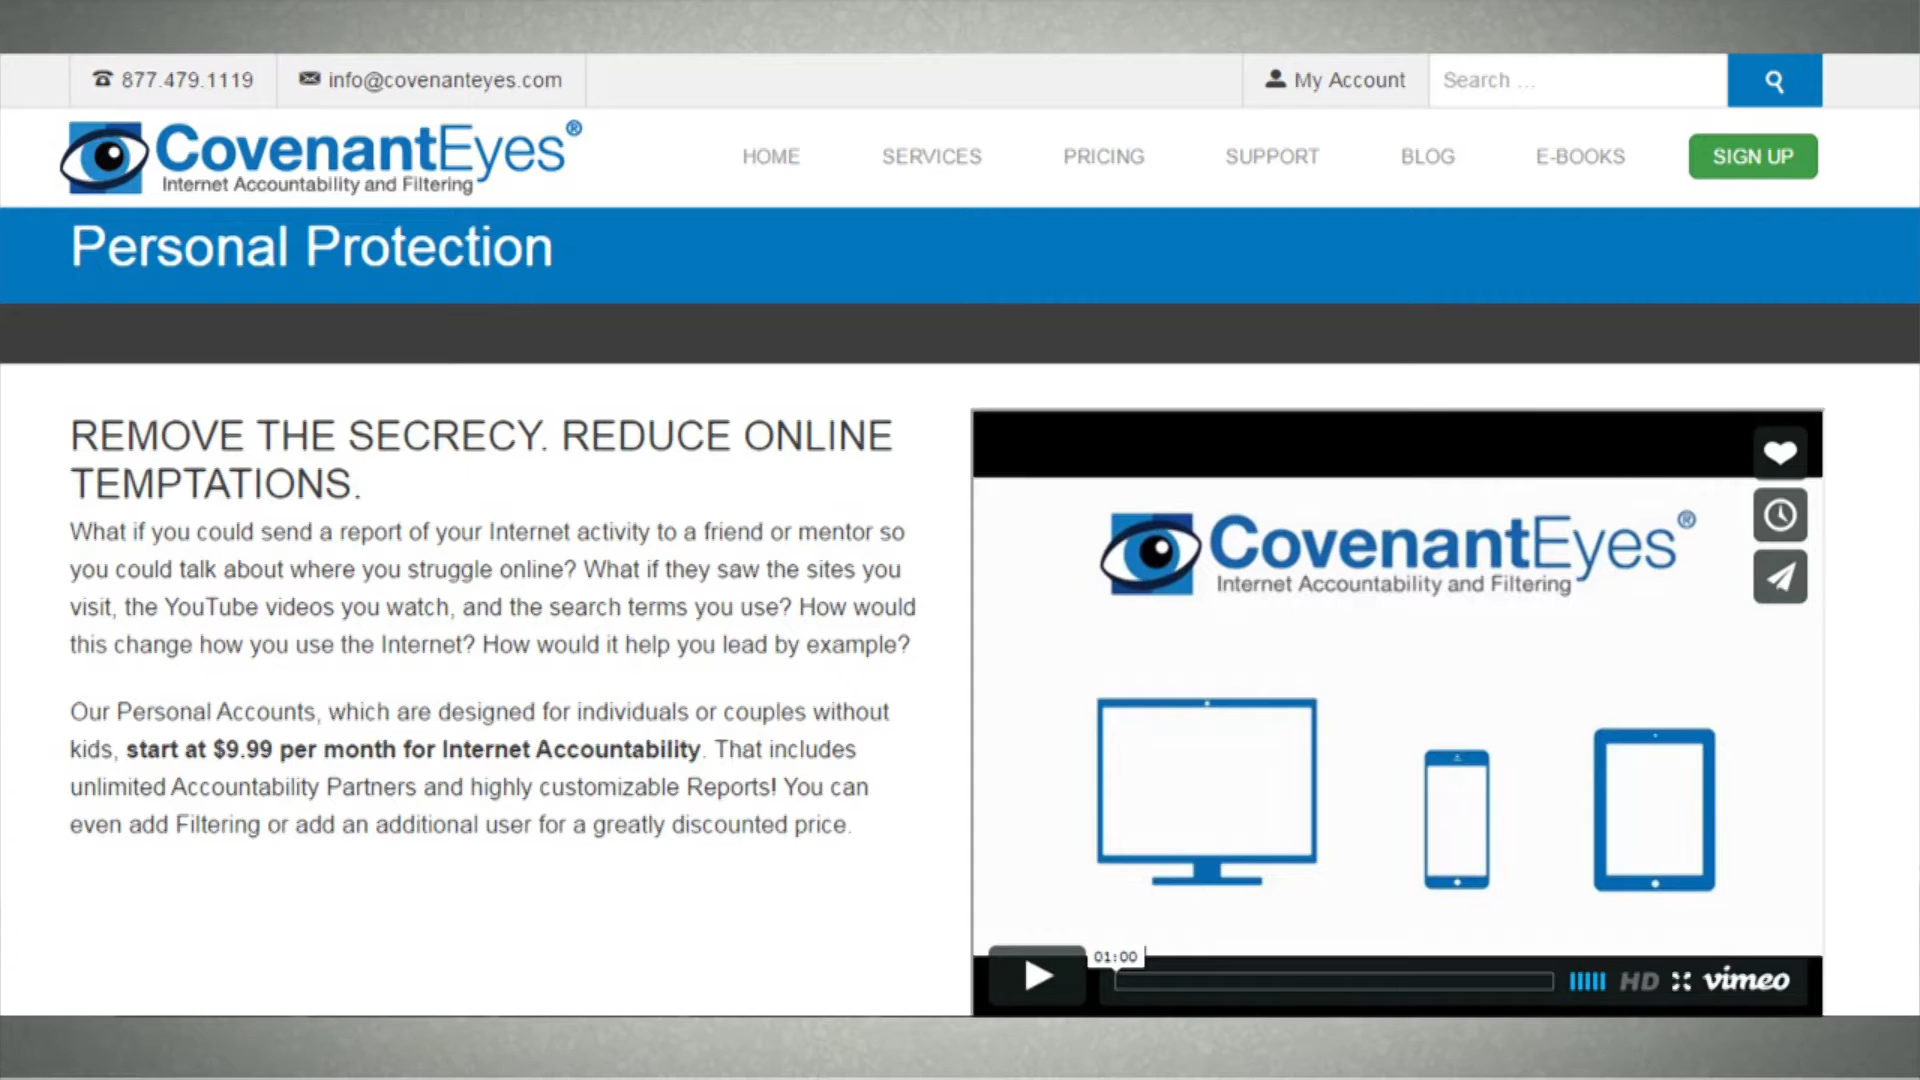 877.479.1119
info@covenanteyes.com
My Account
Search ...
CovenantEyes®
Internet Accountability and Filtering
HOME
SERVICES
PRICING
SUPPORT
BLOG
E-BOOKS
SIGN UP
Personal Protection
REMOVE THE SECRECY. REDUCE ONLINE
TEMPTATIONS.
What if you could send a report of your Internet activity to a friend or mentor so
you could talk about where you struggle online? What if they saw the sites you
visit, the YouTube videos you watch, and the search terms you use? How would
this change how you use the Internet? How would it help you lead by example?
Our Personal Accounts, which are designed for individuals or couples without
kids, start at $9.99 per month for Internet Accountability. That includes
unlimited Accountability Partners and highly customizable Reports! You can
even add Filtering or add an additional user for a greatly discounted price.
CovenantEyes®
Internet Accountability and Filtering
01:00
HD
vimeo